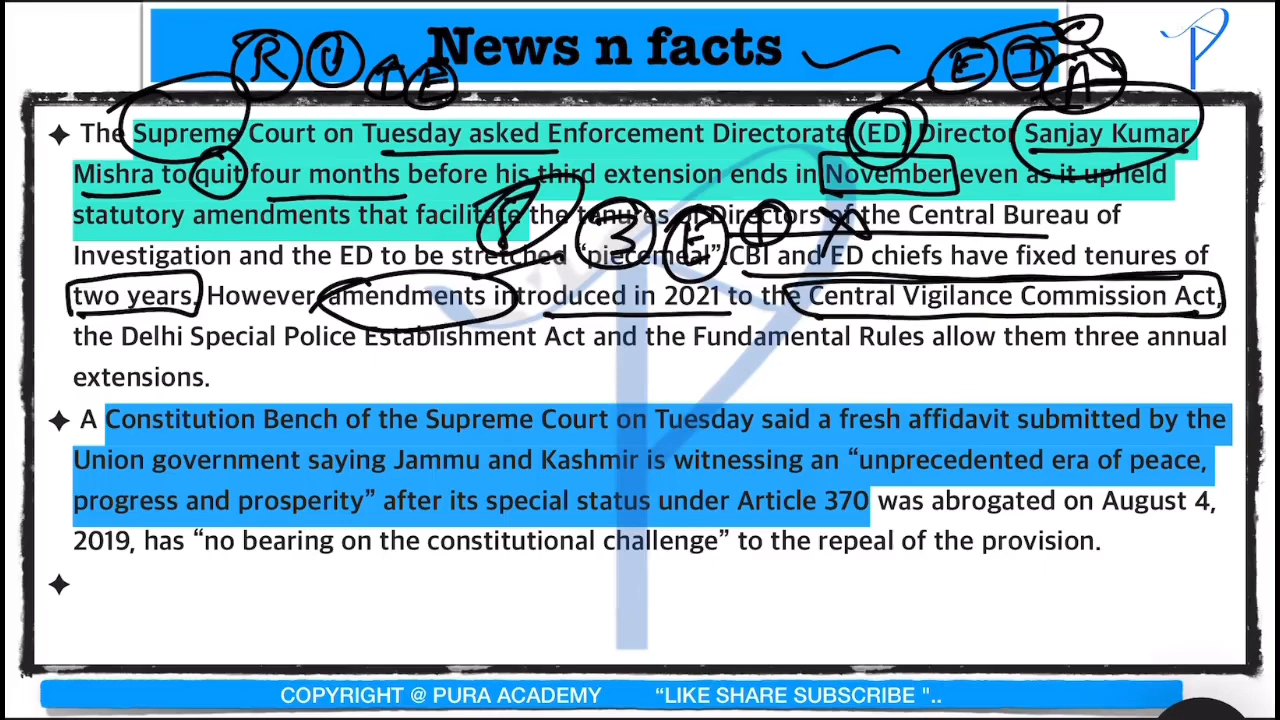 News n facts
R U L E
E D
A
✦ The Supreme Court on Tuesday asked Enforcement Directorate (ED) Director Sanjay Kumar
Mishra to quit four months before his third extension ends in November even as it upheld
statutory amendments that facilitate the tenures of Directors of the Central Bureau of
3 E
Investigation and the ED to be stretched “piecemeal”.CBI and ED chiefs have fixed tenures of
two years. However, amendments introduced in 2021 to the Central Vigilance Commission Act,
the Delhi Special Police Establishment Act and the Fundamental Rules allow them three annual
extensions.
✦ A Constitution Bench of the Supreme Court on Tuesday said a fresh affidavit submitted by the
Union government saying Jammu and Kashmir is witnessing an “unprecedented era of peace,
progress and prosperity” after its special status under Article 370 was abrogated on August 4,
2019, has “no bearing on the constitutional challenge” to the repeal of the provision.
✦
COPYRIGHT @ PURA ACADEMY “LIKE SHARE SUBSCRIBE "..